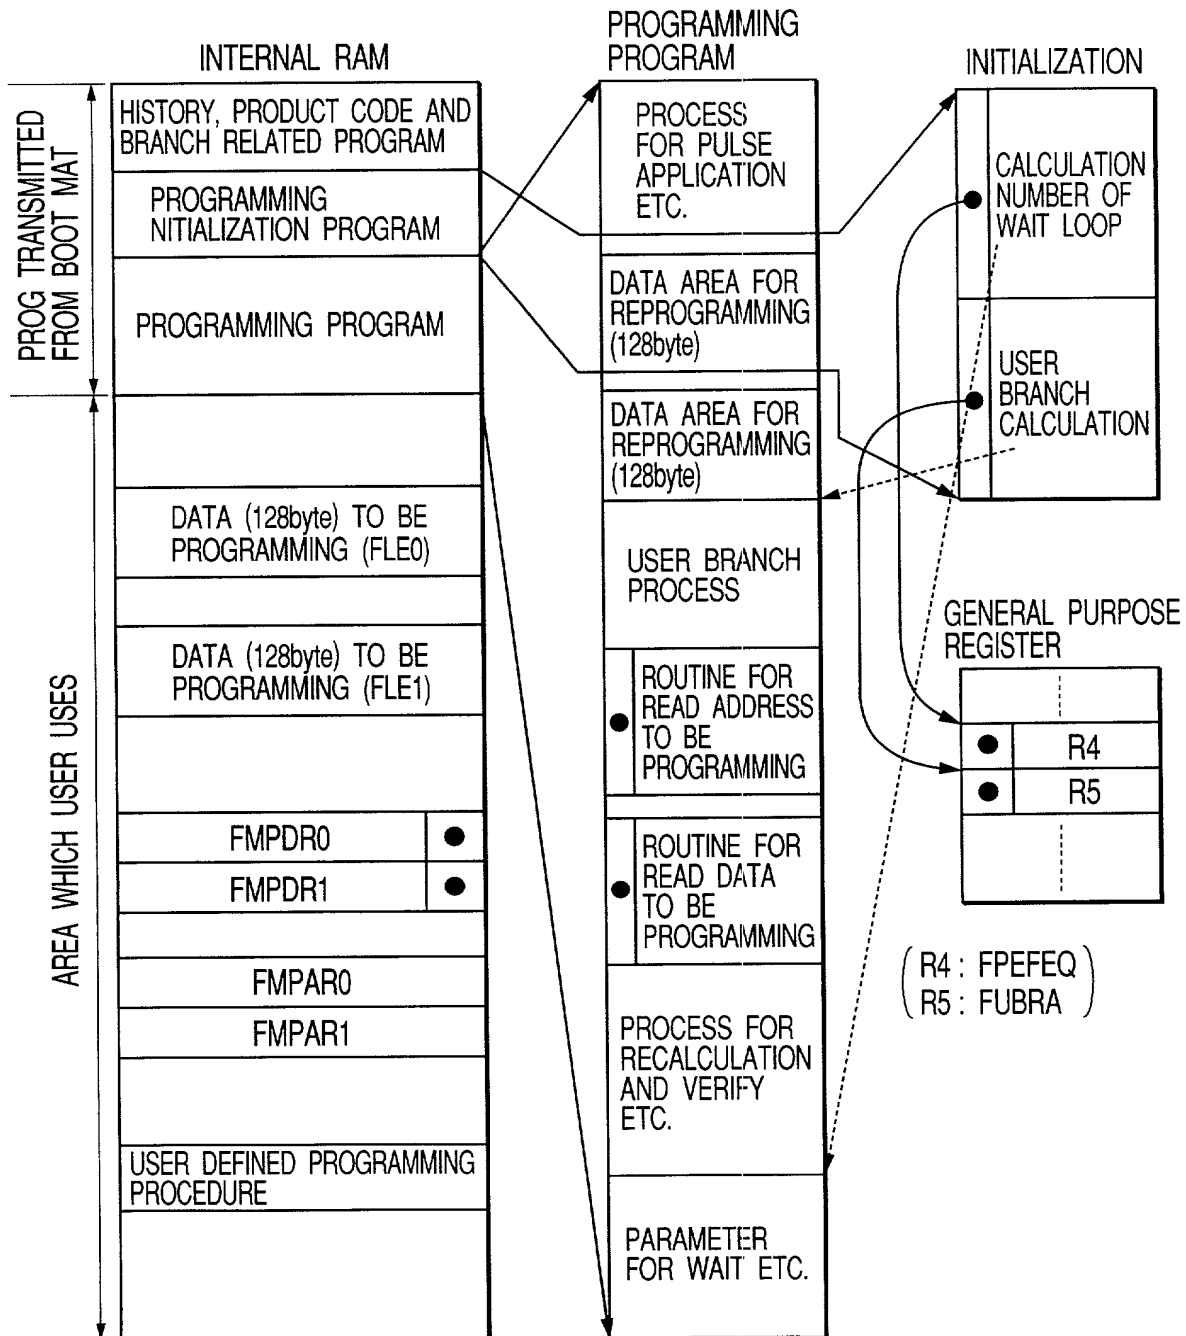 INTERNAL RAM
PROG TRANSMITTED
FROM BOOT MAT
HISTORY, PRODUCT CODE AND
BRANCH RELATED PROGRAM
PROGRAMMING
NITIALIZATION PROGRAM
PROGRAMMING PROGRAM
AREA WHICH USER USES
DATA (128byte) TO BE
PROGRAMMING (FLE0)
DATA (128byte) TO BE
PROGRAMMING (FLE1)
FMPDR0
FMPDR1
FMPAR0
FMPAR1
USER DEFINED PROGRAMMING
PROCEDURE
PROGRAMMING
PROGRAM
PROCESS
FOR PULSE
APPLICATION
ETC.
DATA AREA FOR
REPROGRAMMING
(128byte)
DATA AREA FOR
REPROGRAMMING
(128byte)
USER BRANCH
PROCESS
ROUTINE FOR
READ ADDRESS
TO BE
PROGRAMMING
ROUTINE FOR
READ DATA
TO BE
PROGRAMMING
PROCESS FOR
RECALCULATION
AND VERIFY
ETC.
PARAMETER
FOR WAIT ETC.
INITIALIZATION
CALCULATION
NUMBER OF
WAIT LOOP
USER
BRANCH
CALCULATION
GENERAL PURPOSE
REGISTER
R4
R5
(R4 : FPEFEQ
R5 : FUBRA)